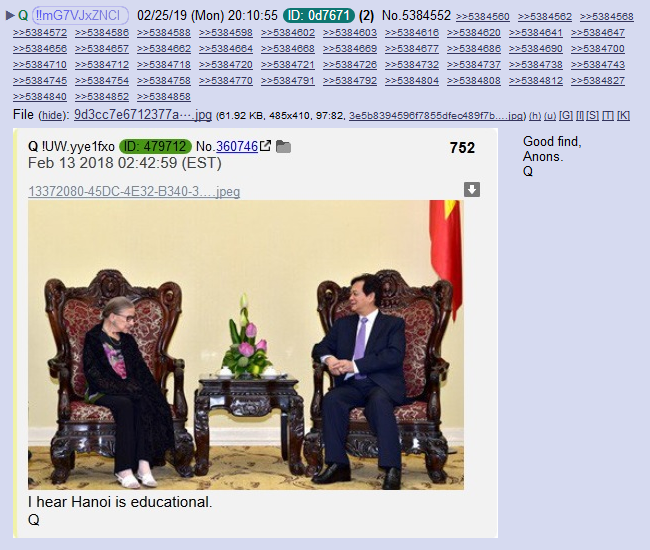 ▶ Q !!mG7VJxZNCI 02/25/19 (Mon) 20:10:55 ID: 0d7671 (2) No.5384552 >>5384560 >>5384562 >>5384568
>>5384572 >>5384586 >>5384588 >>5384598 >>5384602 >>5384603 >>5384616 >>5384620 >>5384641 >>5384647
>>5384656 >>5384657 >>5384662 >>5384664 >>5384668 >>5384669 >>5384677 >>5384686 >>5384690 >>5384700
>>5384710 >>5384712 >>5384718 >>5384720 >>5384721 >>5384726 >>5384732 >>5384737 >>5384738 >>5384743
>>5384745 >>5384754 >>5384758 >>5384770 >>5384791 >>5384792 >>5384804 >>5384808 >>5384812 >>5384827
>>5384840 >>5384852 >>5384858
File (hide): 9d3cc7e6712377a⋯.jpg (61.92 KB, 485x410, 97:82, 3e5b8394596f7855dfec489f7b….jpg) (h) (u) [G] [I][S] [T] [K]
Q !UW.yye1fxo ID: 479712 No.360746 752
Feb 13 2018 02:42:59 (EST)
13372080-45DC-4E32-B340-3….jpeg
I hear Hanoi is educational.
Q
Good find,
Anons.
Q